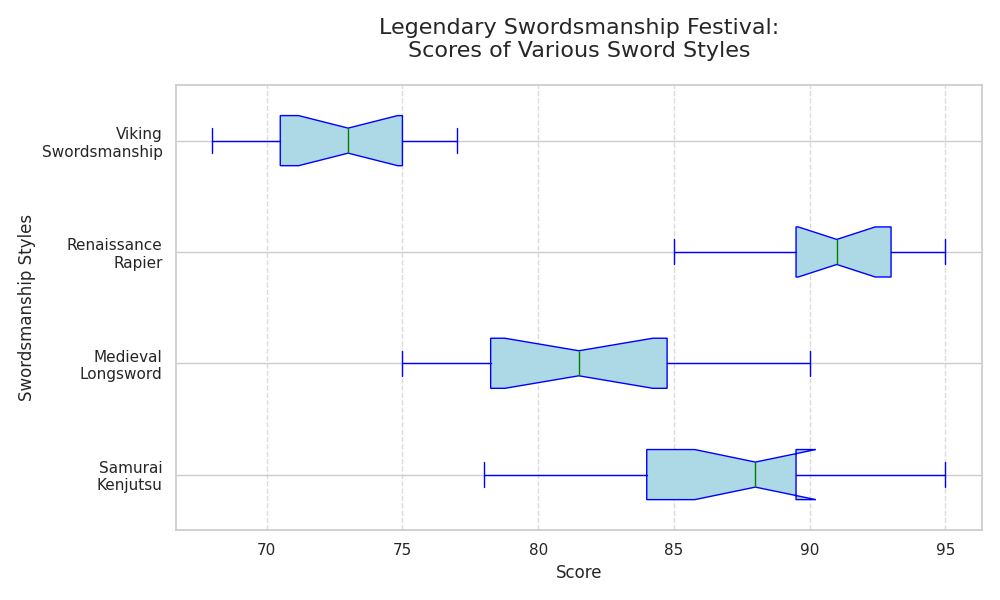 Legendary Swordsmanship Festival:
Scores of Various Sword Styles
Swordsmanship Styles
Viking
Swordsmanship
Renaissance
Rapier
Medieval
Longsword
Samurai
Kenjutsu
70
75
80
85
90
95
Score